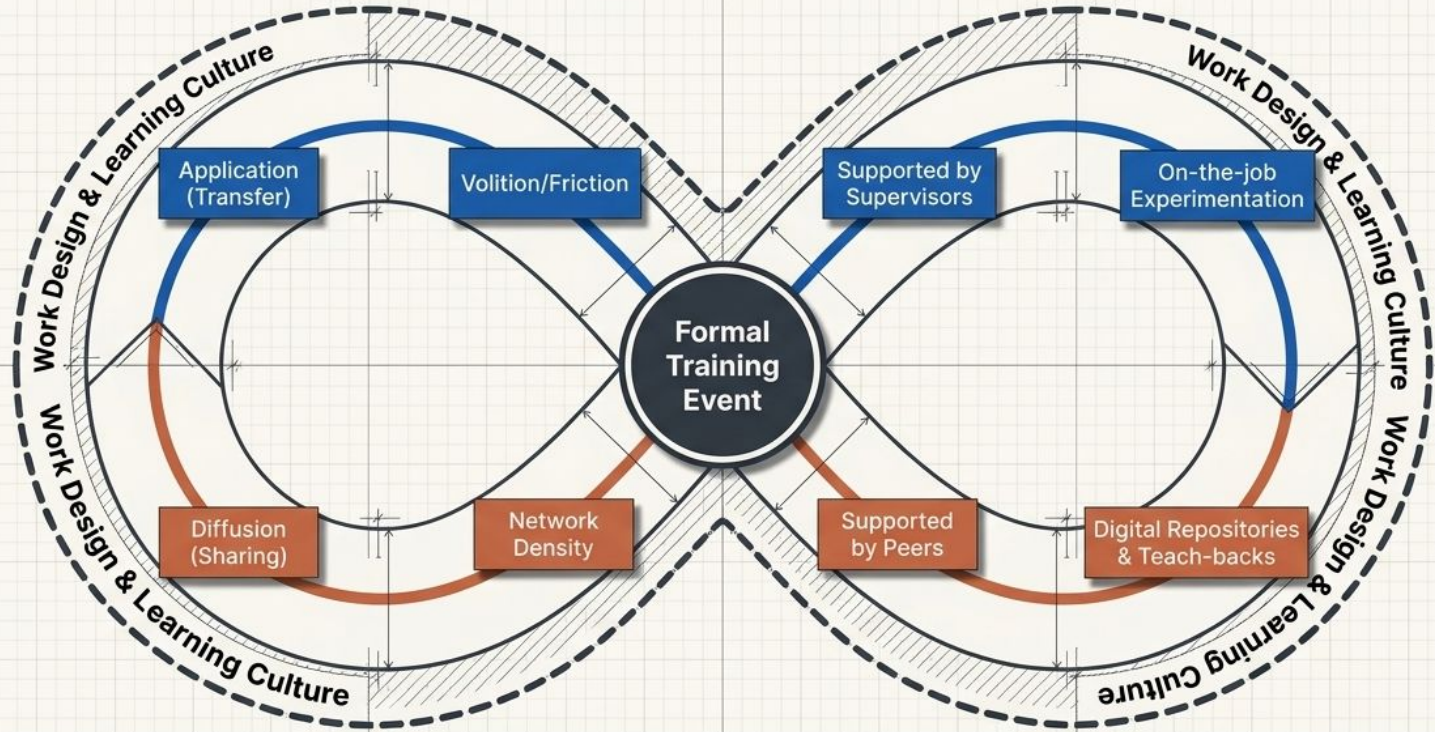 Work Design & Learning Culture
Work Design & Learning Culture
Application
(Transfer)
Volition/Friction
Supported by
Supervisors
On-the-job
Experimentation
Formal
Training
Event
Diffusion
(Sharing)
Network
Density
Supported
by Peers
Digital Repositories
& Teach-backs
Work Design & Learning Culture
Work Design & Learning Culture